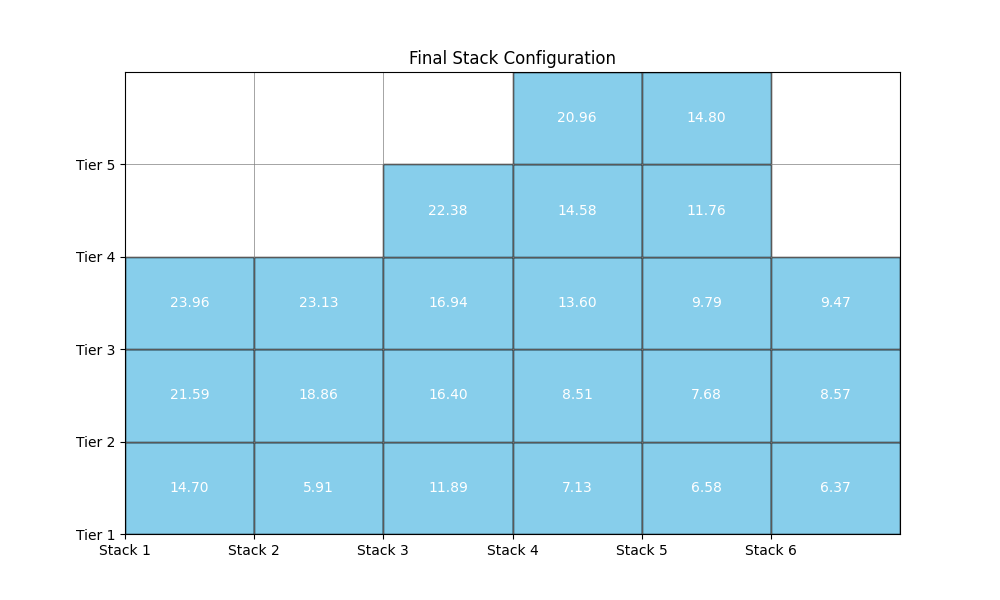 Final Stack Configuration
20.96 14.80
Tier 5
22.38 14.58 11.76
Tier 4
23.96 23.13 16.94 13.60 9.79 9.47
Tier 3
21.59 18.86 16.40 8.51 7.68 8.57
Tier 2
14.70 5.91 11.89 7.13 6.58 6.37
Tier 1
Stack 1 Stack 2 Stack 3 Stack 4 Stack 5 Stack 6